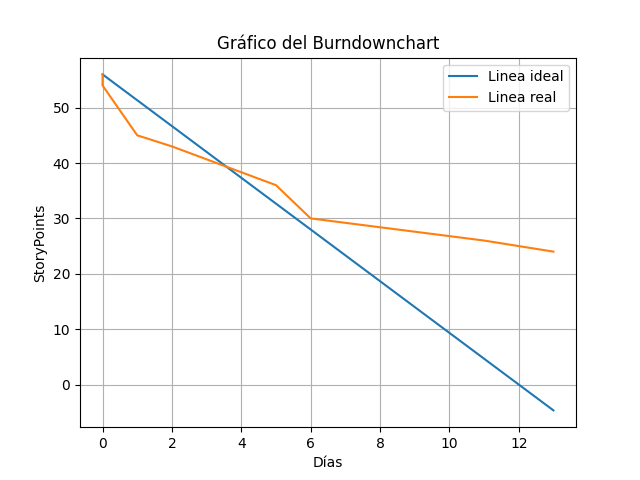 Gráfico del Burndownchart
Linea ideal
Linea real
StoryPoints
50
40
30
20
10
0
0 2 4 6 8 10 12
Días